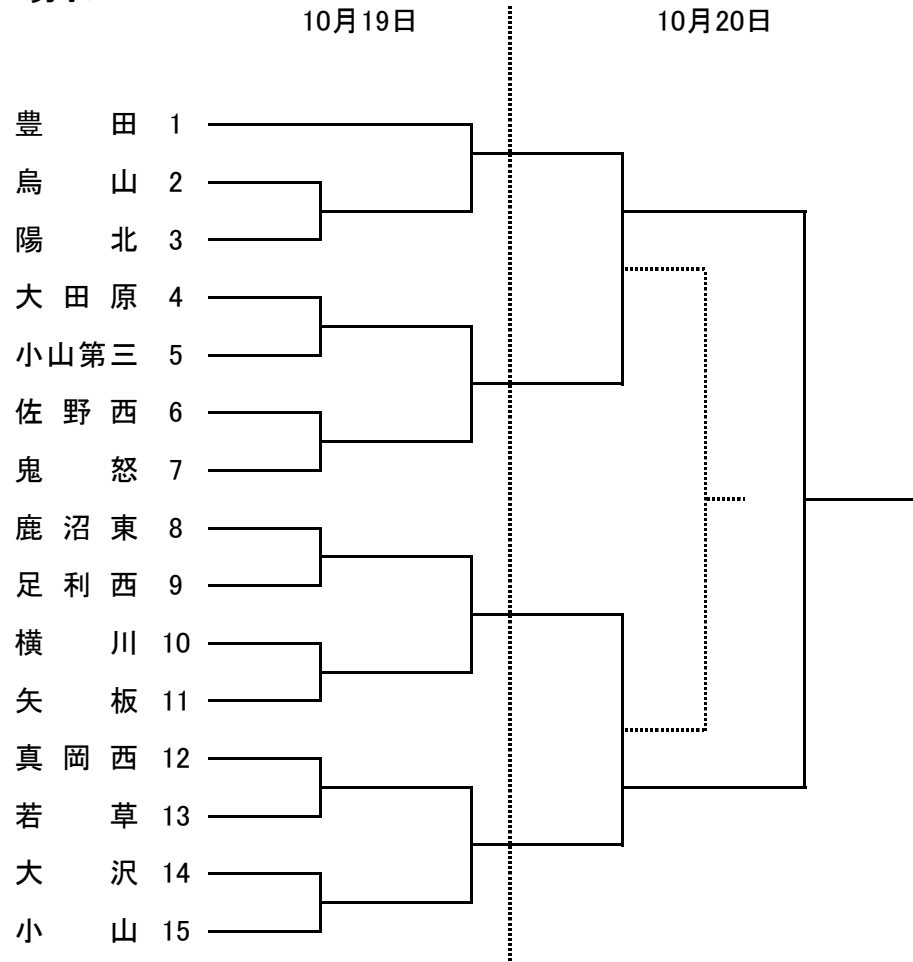 10月19日 10月20日
豊田 1
烏山 2
陽北 3
大田原 4
小山第三 5
佐野西 6
鬼怒 7
鹿沼東 8
足利西 9
横川 10
矢板 11
真岡西 12
若草 13
大沢 14
小山 15